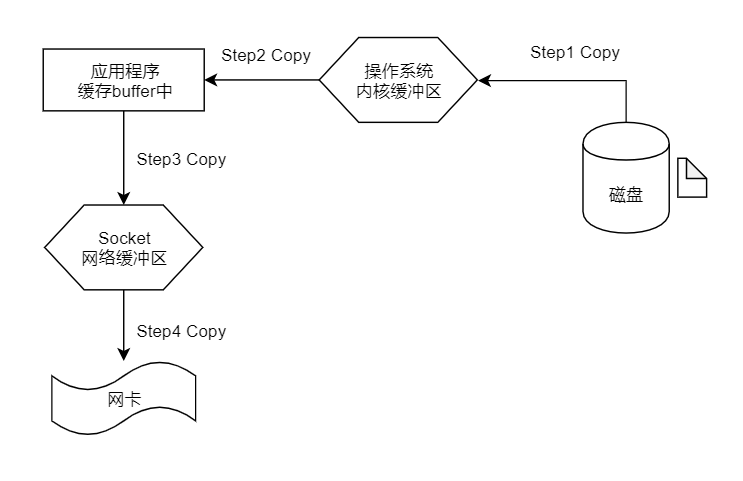 Step1 Copy
Step2 Copy
操作系统
内核缓冲区
应用程序
缓存buffer中
磁盘
Step3 Copy
Socket
网络缓冲区
Step4 Copy
网卡